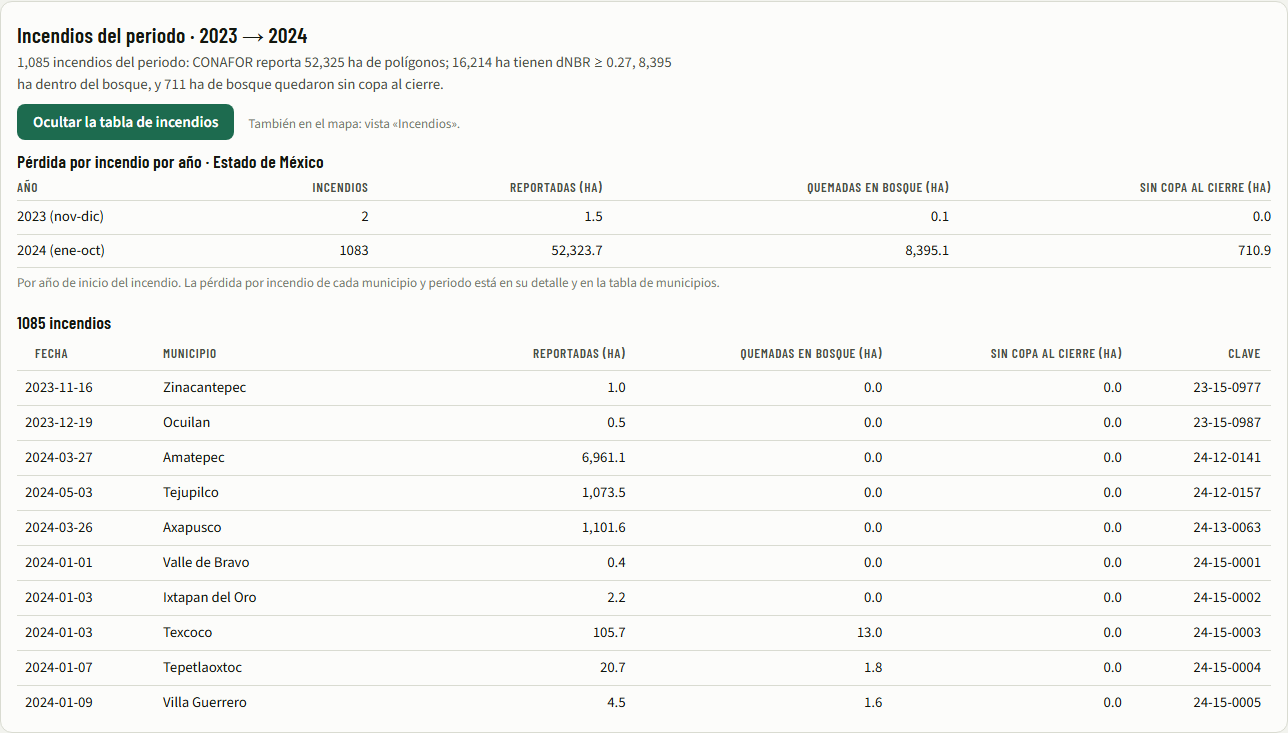 Incendios del periodo · 2023 → 2024
1,085 incendios del periodo: CONAFOR reporta 52,325 ha de polígonos; 16,214 ha tienen dNBR ≥ 0.27, 8,395
ha dentro del bosque, y 711 ha de bosque quedaron sin copa al cierre.
Ocultar la tabla de incendios
También en el mapa: vista «Incendios».
Pérdida por incendio por año · Estado de México
AÑO INCENDIOS REPORTADAS (HA) QUEMADAS EN BOSQUE (HA) SIN COPA AL CIERRE (HA)
2023 (nov-dic) 2 1.5 0.1 0.0
2024 (ene-oct) 1083 52,323.7 8,395.1 710.9
Por año de inicio del incendio. La pérdida por incendio de cada municipio y periodo está en su detalle y en la tabla de municipios.
1085 incendios
FECHA MUNICIPIO REPORTADAS (HA) QUEMADAS EN BOSQUE (HA) SIN COPA AL CIERRE (HA) CLAVE
2023-11-16 Zinacantepec 1.0 0.0 0.0 23-15-0977
2023-12-19 Ocuilan 0.5 0.0 0.0 23-15-0987
2024-03-27 Amatepec 6,961.1 0.0 0.0 24-12-0141
2024-05-03 Tejupilco 1,073.5 0.0 0.0 24-12-0157
2024-03-26 Axapusco 1,101.6 0.0 0.0 24-13-0063
2024-01-01 Valle de Bravo 0.4 0.0 0.0 24-15-0001
2024-01-03 Ixtapan del Oro 2.2 0.0 0.0 24-15-0002
2024-01-03 Texcoco 105.7 13.0 0.0 24-15-0003
2024-01-07 Tepetlaoxtoc 20.7 1.8 0.0 24-15-0004
2024-01-09 Villa Guerrero 4.5 1.6 0.0 24-15-0005